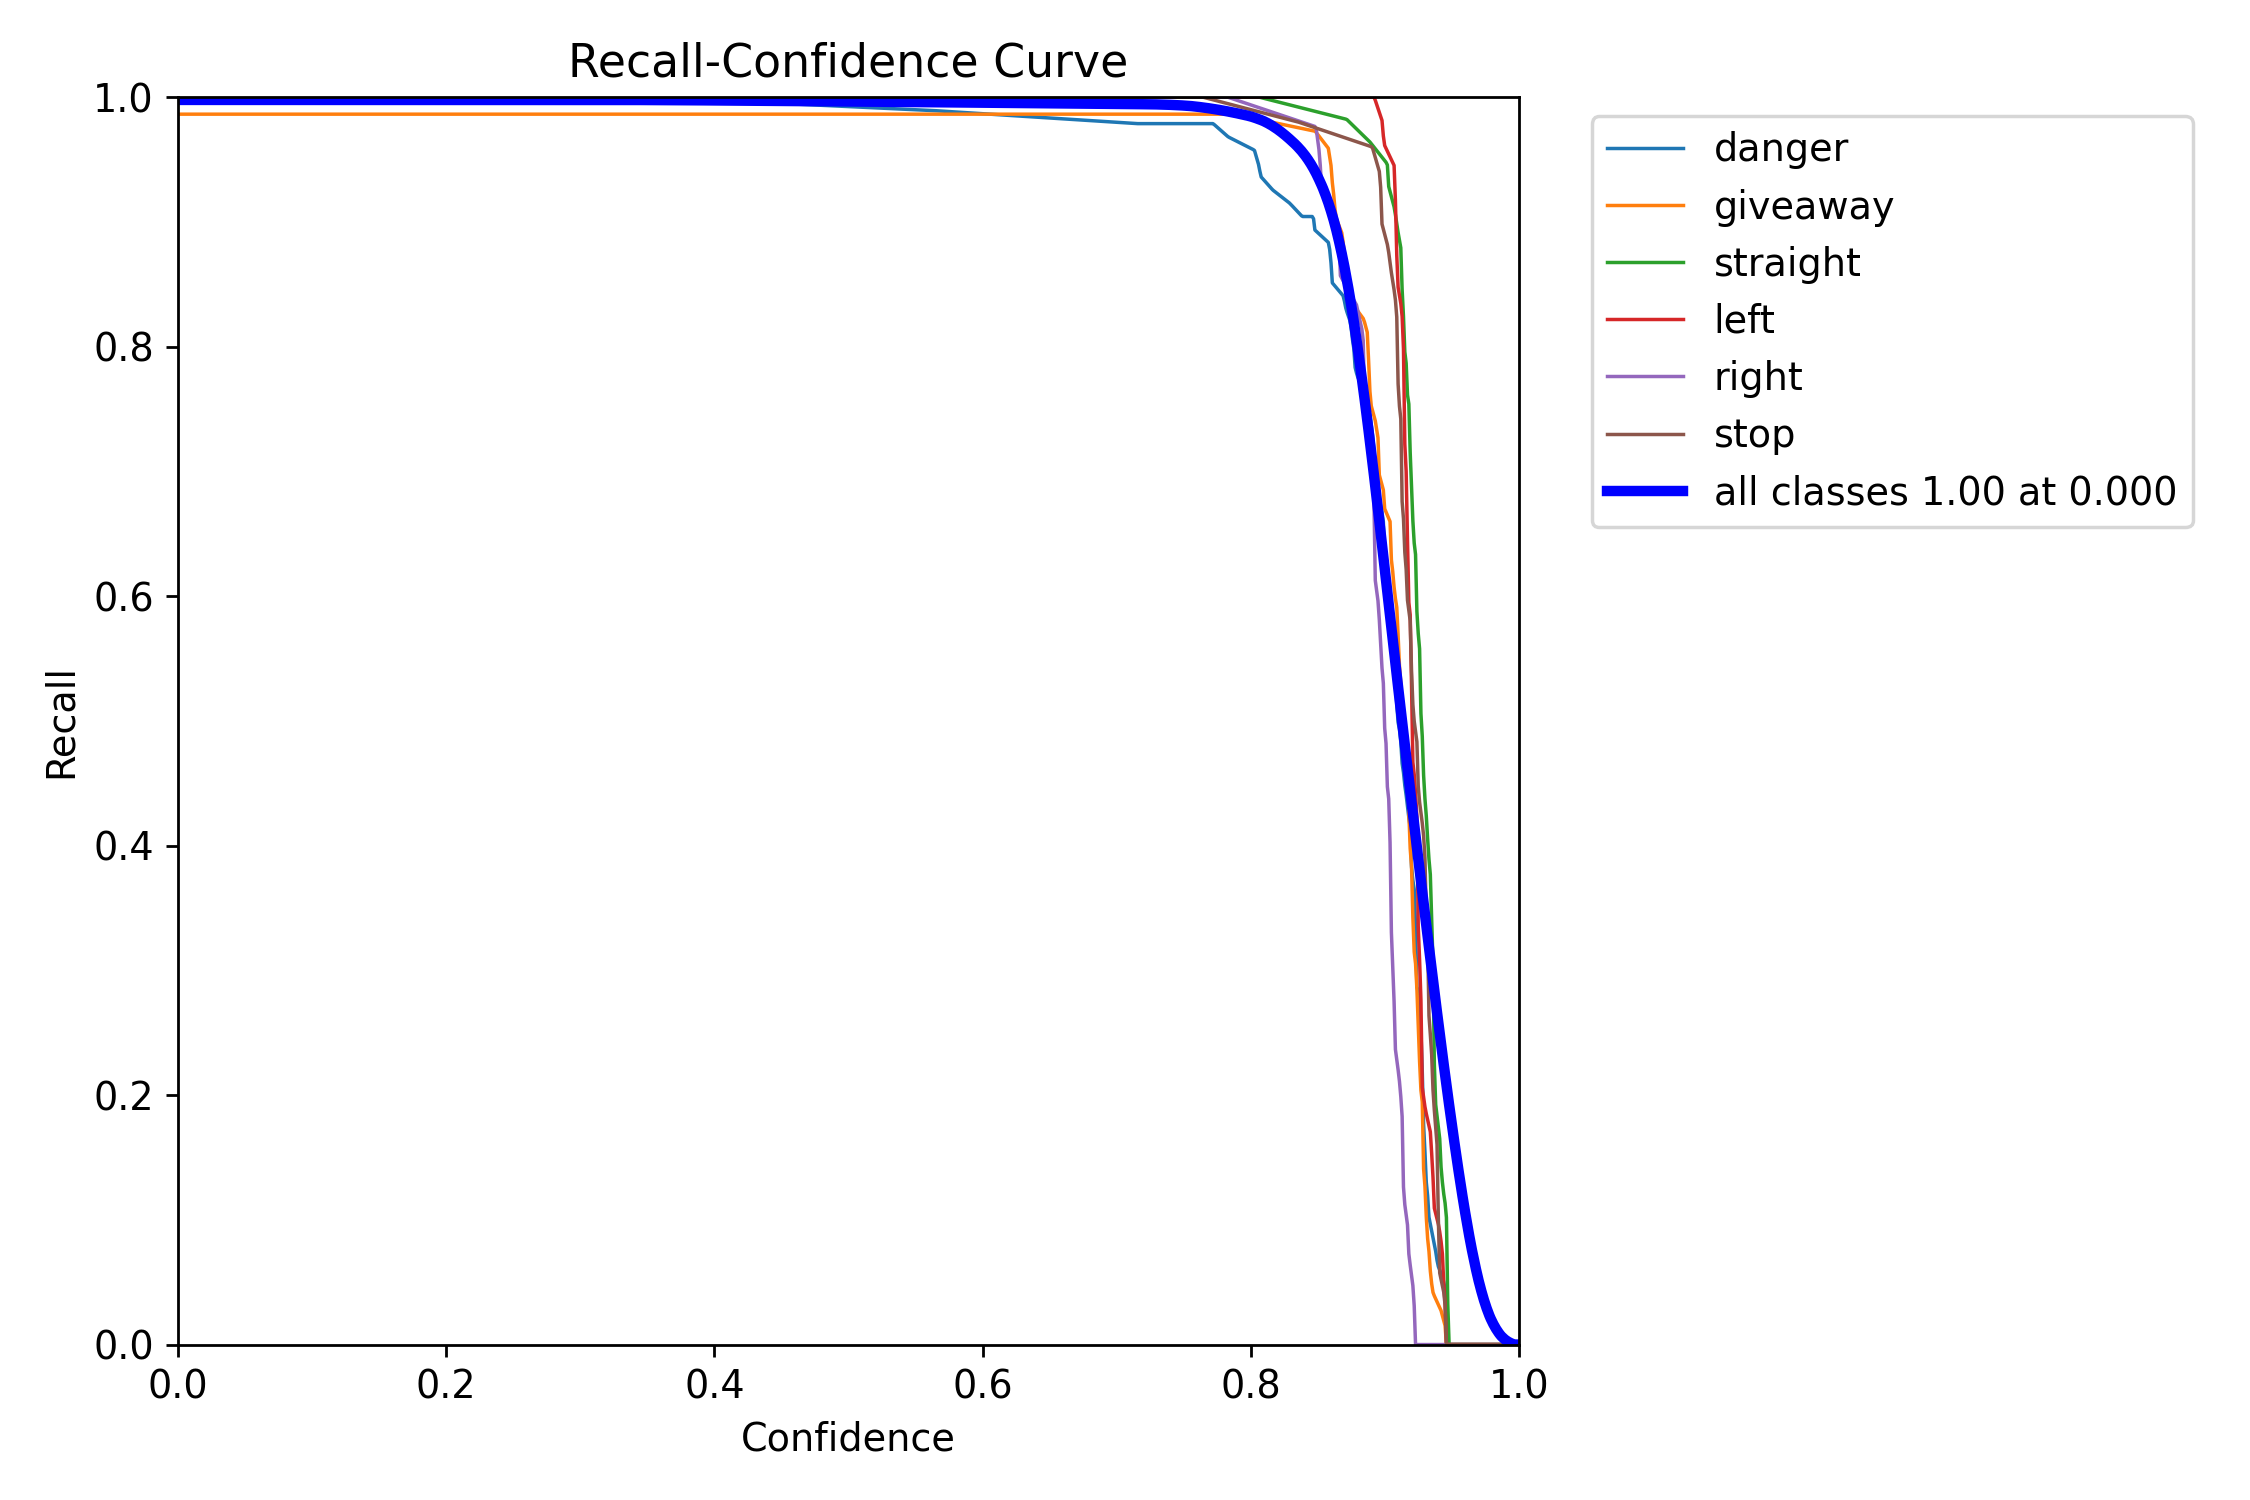 Recall-Confidence Curve
1.0
0.8
0.6
0.4
0.2
0.0
Recall
0.0 0.2 0.4 0.6 0.8 1.0
Confidence
danger
giveaway
straight
left
right
stop
all classes 1.00 at 0.000